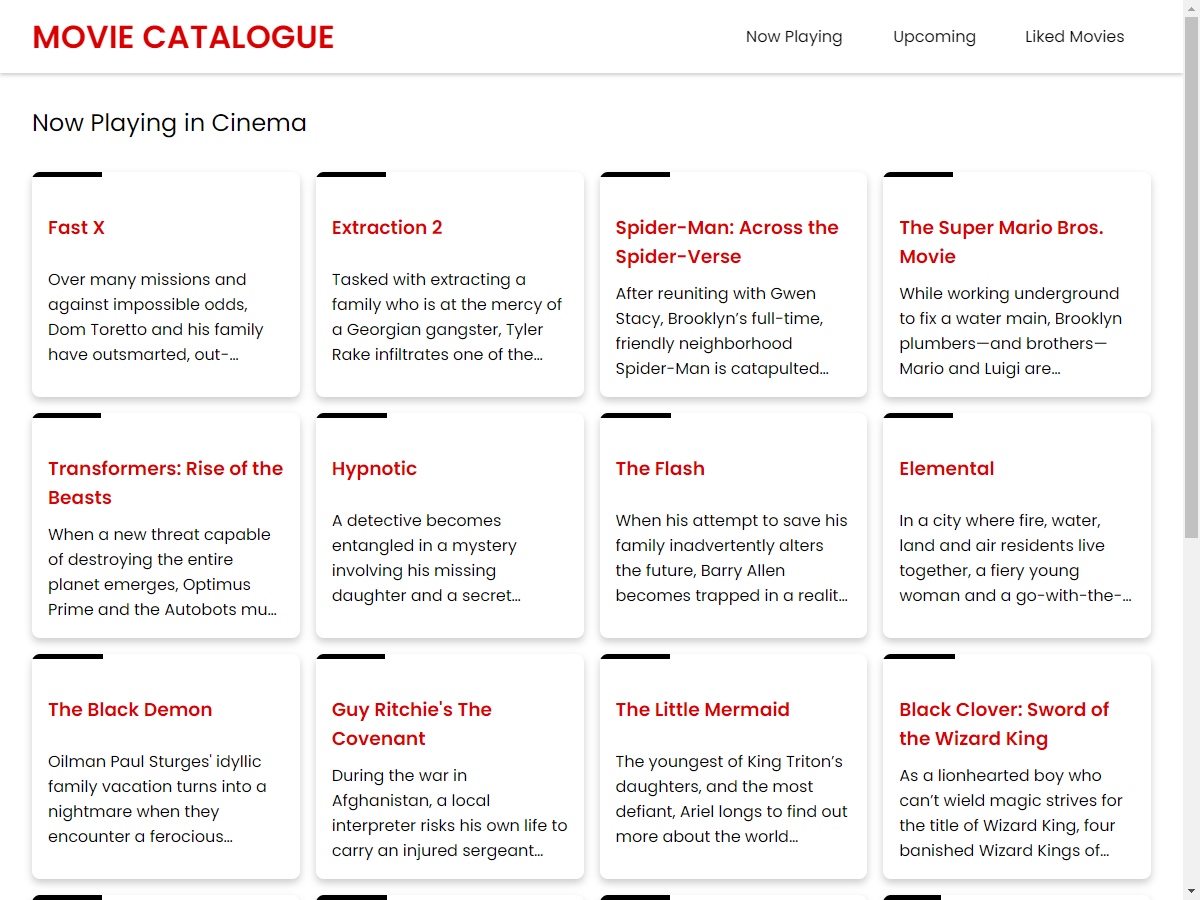 MOVIE CATALOGUE
Now Playing
Upcoming
Liked Movies
Now Playing in Cinema
Fast X
Over many missions and
against impossible odds,
Dom Toretto and his family
have outsmarted, out-...
Extraction 2
Tasked with extracting a
family who is at the mercy of
a Georgian gangster, Tyler
Rake infiltrates one of the...
Spider-Man: Across the
Spider-Verse
After reuniting with Gwen
Stacy, Brooklyn’s full-time,
friendly neighborhood
Spider-Man is catapulted...
The Super Mario Bros.
Movie
While working underground
to fix a water main, Brooklyn
plumbers—and brothers—
Mario and Luigi are...
Transformers: Rise of the
Beasts
When a new threat capable
of destroying the entire
planet emerges, Optimus
Prime and the Autobots mu...
Hypnotic
A detective becomes
entangled in a mystery
involving his missing
daughter and a secret...
The Flash
When his attempt to save his
family inadvertently alters
the future, Barry Allen
becomes trapped in a realit...
Elemental
In a city where fire, water,
land and air residents live
together, a fiery young
woman and a go-with-the-...
The Black Demon
Oilman Paul Sturges' idyllic
family vacation turns into a
nightmare when they
encounter a ferocious...
Guy Ritchie's The
Covenant
During the war in
Afghanistan, a local
interpreter risks his own life to
carry an injured sergeant...
The Little Mermaid
The youngest of King Triton’s
daughters, and the most
defiant, Ariel longs to find out
more about the world...
Black Clover: Sword of
the Wizard King
As a lionhearted boy who
can’t wield magic strives for
the title of Wizard King, four
banished Wizard Kings of...